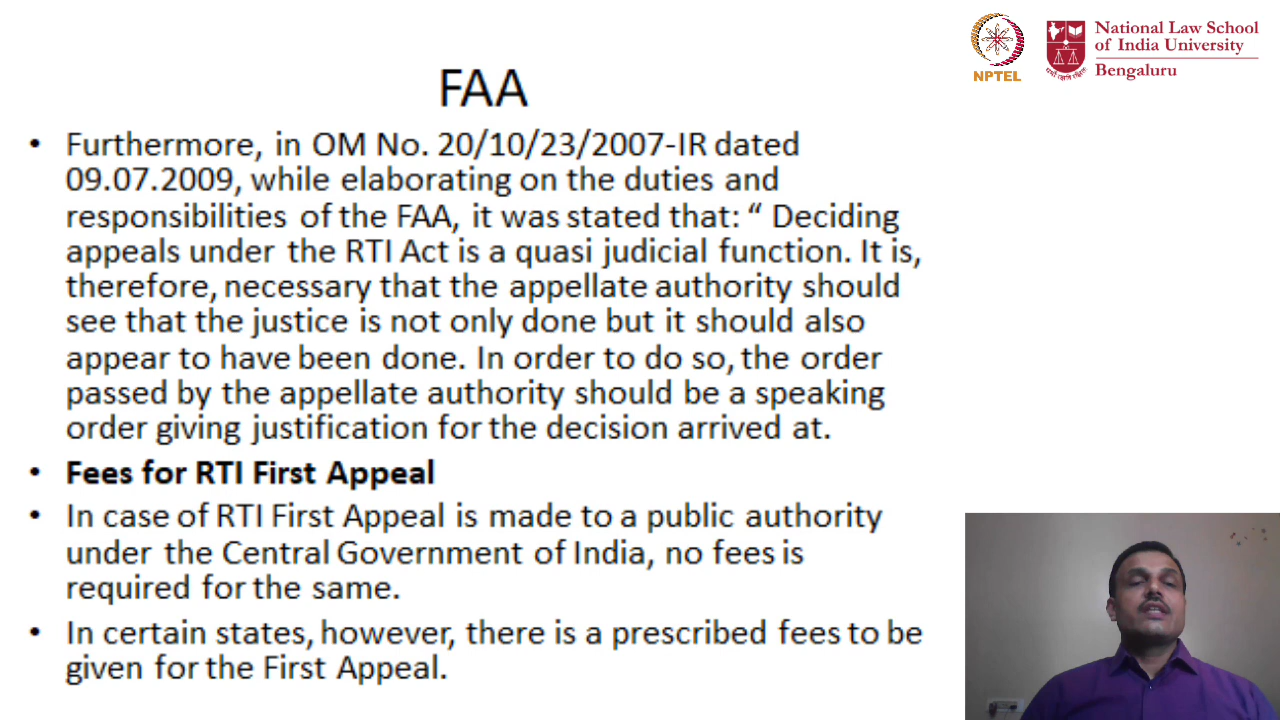 NPTEL
National Law School
of India University
Bengaluru
FAA
• Furthermore, in OM No. 20/10/23/2007-IR dated
09.07.2009, while elaborating on the duties and
responsibilities of the FAA, it was stated that: “ Deciding
appeals under the RTI Act is a quasi judicial function. It is,
therefore, necessary that the appellate authority should
see that the justice is not only done but it should also
appear to have been done. In order to do so, the order
passed by the appellate authority should be a speaking
order giving justification for the decision arrived at.
• Fees for RTI First Appeal
• In case of RTI First Appeal is made to a public authority
under the Central Government of India, no fees is
required for the same.
• In certain states, however, there is a prescribed fees to be
given for the First Appeal.